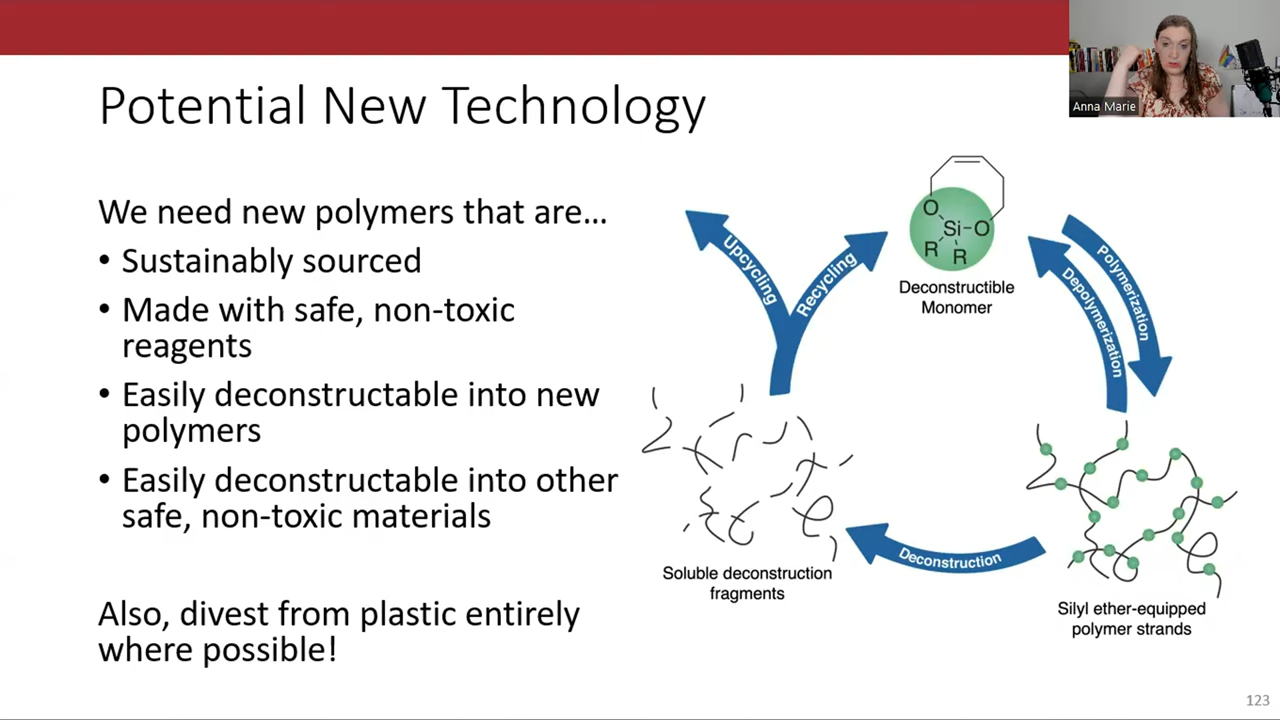 Anna Marie
Potential New Technology
We need new polymers that are...
• Sustainably sourced
• Made with safe, non-toxic
reagents
• Easily deconstructable into new
polymers
• Easily deconstructable into other
safe, non-toxic materials
Also, divest from plastic entirely
where possible!
Upcycling
Recycling
O
Si-O
R
R
Deconstructible
Monomer
Polymerization
Depolymerization
Silyl ether-equipped
polymer strands
Deconstruction
Soluble deconstruction
fragments
123